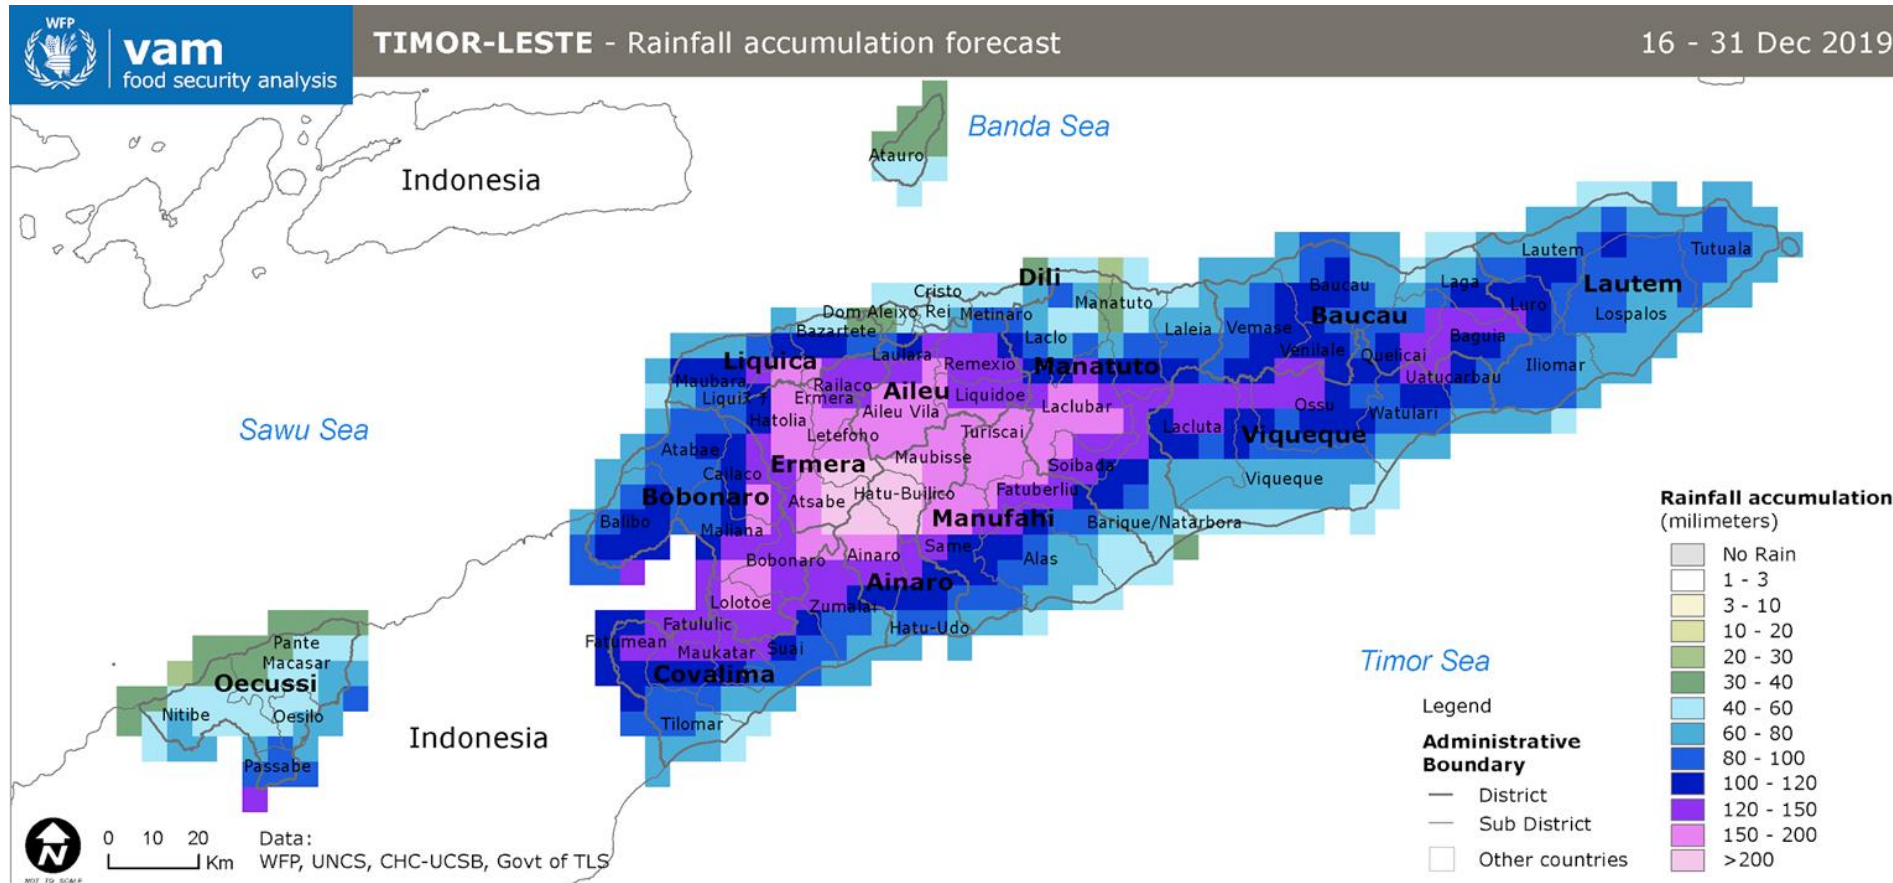 WFP
vam
food security analysis
TIMOR-LESTE - Rainfall accumulation forecast
16 - 31 Dec 2019
Banda Sea
Atauro
Indonesia
Lautem
Tutuala
Dili
Cristo
Baucau
Laga
Lautem
Dom Aleixo Rei
Metinaro
Manatuto
Luro
Lospalos
Bazartete
Laleia
Vemase
Baucau
Baguia
Laulara
Laclo
Venilale
Quelicai
Liquica
Remexio
Manatuto
Iliomar
Maubara
Railaco
Aileu
Uatucarbau
Ermera
Liquidoe
Hatolia
Aileu Vila
Laclubar
Ossu
Watulari
Sawu Sea
Letefoho
Turiscai
Lacluta
Viqueque
Atabae
Maubisse
Ermera
Soibada
Cailaco
Viqueque
Bobonaro
Atsabe
Hatu-Builico
Fatuberliu
Balibo
Maliana
Manufahi
Barique/Natarbora
Bobonaro
Ainaro
Same
Alas
Ainaro
Lolotoe
Zumalai
Fatululic
Hatu-Udo
Fatumean
Maukatar
Suai
Covalima
Timor Sea
Tilomar
Pante
Macasar
Oecussi
Nitibe
Oesilo
Passabe
Indonesia
Legend
Administrative
Boundary
District
Sub District
Other countries
Rainfall accumulation
(milimeters)
No Rain
1 - 3
3 - 10
10 - 20
20 - 30
30 - 40
40 - 60
60 - 80
80 - 100
100 - 120
120 - 150
150 - 200
>200
N
NOT TO SCALE
0 10 20
Km
Data:
WFP, UNCS, CHC-UCSB, Govt of TLS